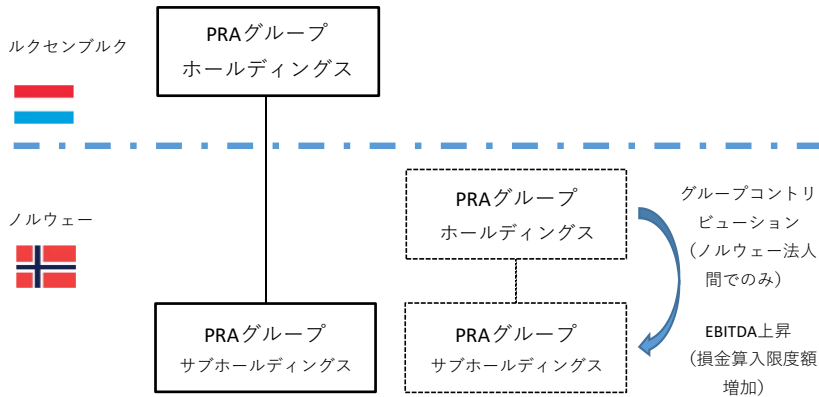 ルクセンブルク
PRAグループ
ホールディングス
ノルウェー
PRAグループ
ホールディングス
グループコントリ
ビューション
（ノルウェー法人
間でのみ）
PRAグループ
サブホールディングス
PRAグループ
サブホールディングス
EBITDA上昇
（損金算入限度額
増加）